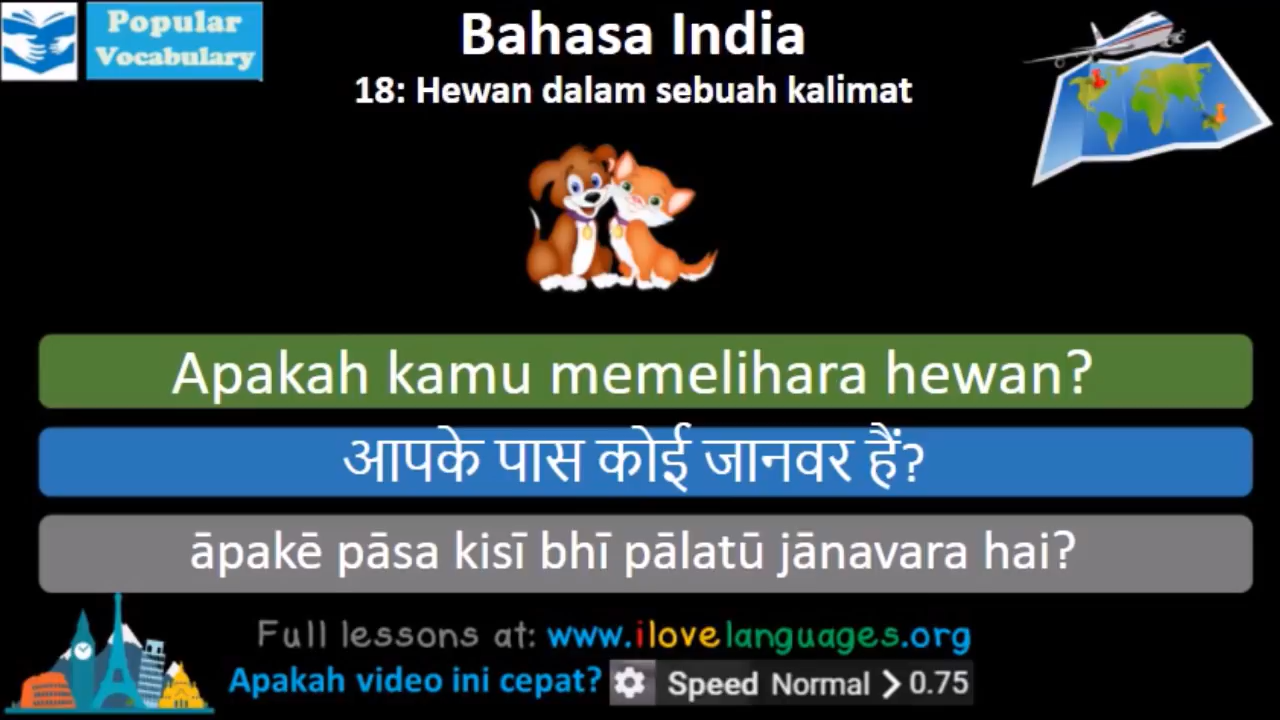 Popular
Vocabulary
Bahasa India
18: Hewan dalam sebuah kalimat
Apakah kamu memelihara hewan?
आपके पास कोई जानवर हैं?
āpakē pāsa kisī bhī pālatū jānavara hai?
Full lessons at: www.ilovelanguages.org
Apakah video ini cepat? Speed Normal > 0.75